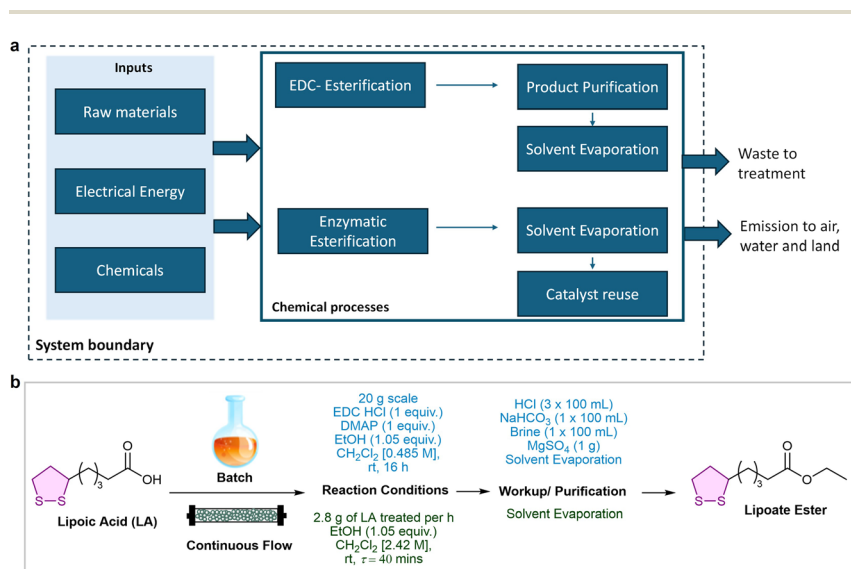 a
Inputs
Raw materials
Electrical Energy
Chemicals
EDC- Esterification
Product Purification
Solvent Evaporation
Enzymatic
Esterification
Solvent Evaporation
Catalyst reuse
Chemical processes
System boundary
Waste to
treatment
Emission to air,
water and land
b
S
S
( )3
O
OH
Lipoic Acid (LA)
Batch
Continuous Flow
20 g scale
EDC HCl (1 equiv.)
DMAP (1 equiv.)
EtOH (1.05 equiv.)
CH₂Cl₂ [0.485 M],
rt, 16 h
Reaction Conditions
2.8 g of LA treated per h
EtOH (1.05 equiv.)
CH₂Cl₂ [2.42 M],
rt, τ = 40 mins
HCl (3 x 100 mL)
NaHCO₃ (1 x 100 mL)
Brine (1 x 100 mL)
MgSO₄ (1 g)
Solvent Evaporation
Workup/ Purification
Solvent Evaporation
S
S
( )3
O
O
Lipoate Ester